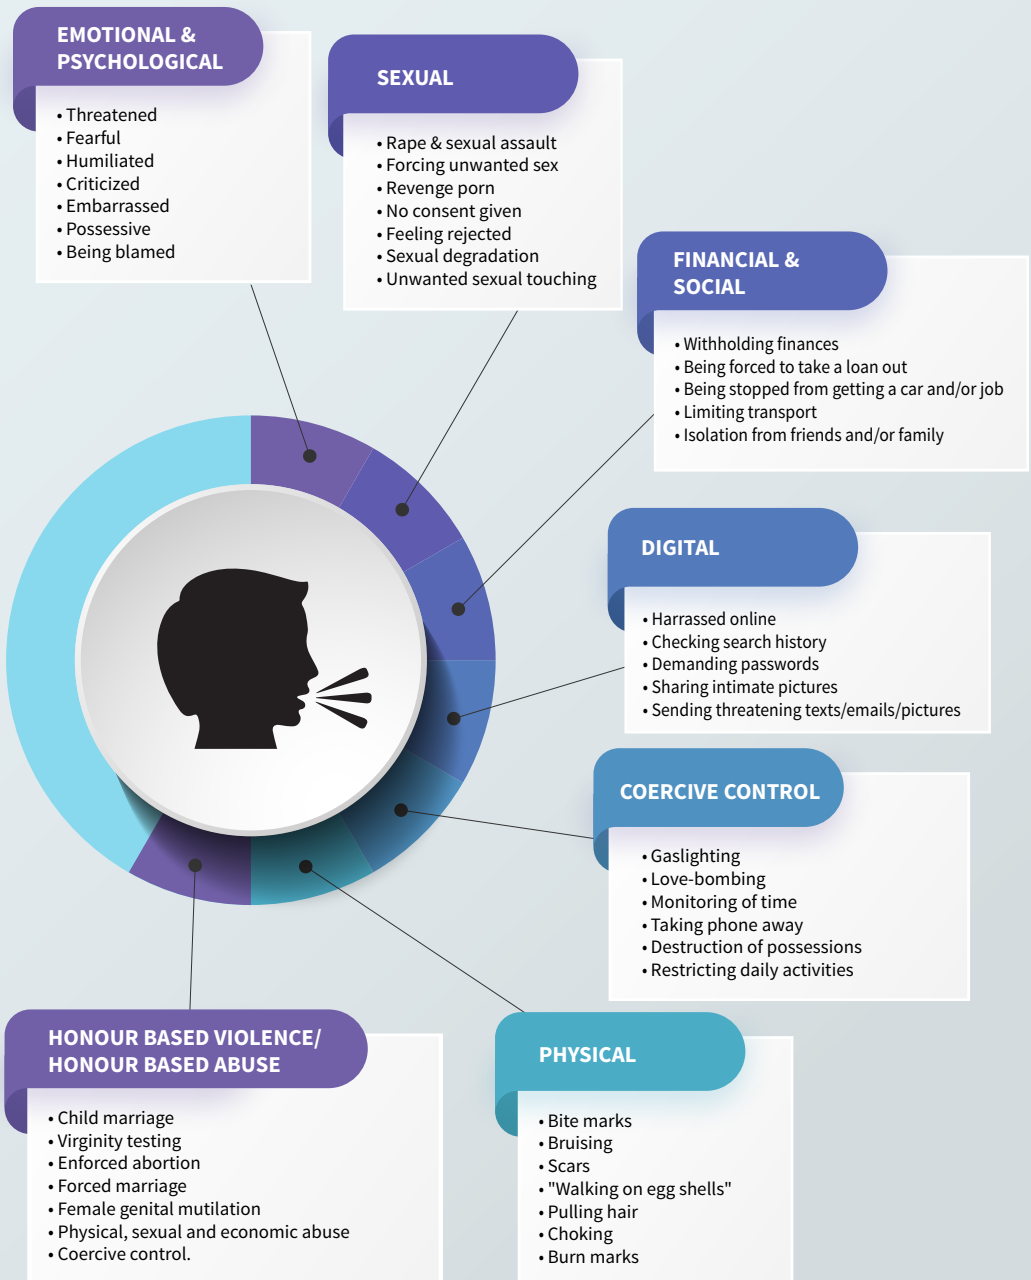 EMOTIONAL &
PSYCHOLOGICAL
• Threatened
• Fearful
• Humiliated
• Criticized
• Embarrassed
• Possessive
• Being blamed
SEXUAL
• Rape & sexual assault
• Forcing unwanted sex
• Revenge porn
• No consent given
• Feeling rejected
• Sexual degradation
• Unwanted sexual touching
FINANCIAL &
SOCIAL
• Withholding finances
• Being forced to take a loan out
• Being stopped from getting a car and/or job
• Limiting transport
• Isolation from friends and/or family
DIGITAL
• Harrassed online
• Checking search history
• Demanding passwords
• Sharing intimate pictures
• Sending threatening texts/emails/pictures
COERCIVE CONTROL
• Gaslighting
• Love-bombing
• Monitoring of time
• Taking phone away
• Destruction of possessions
• Restricting daily activities
HONOUR BASED VIOLENCE/
HONOUR BASED ABUSE
• Child marriage
• Virginity testing
• Enforced abortion
• Forced marriage
• Female genital mutilation
• Physical, sexual and economic abuse
• Coercive control.
PHYSICAL
• Bite marks
• Bruising
• Scars
• "Walking on egg shells"
• Pulling hair
• Choking
• Burn marks